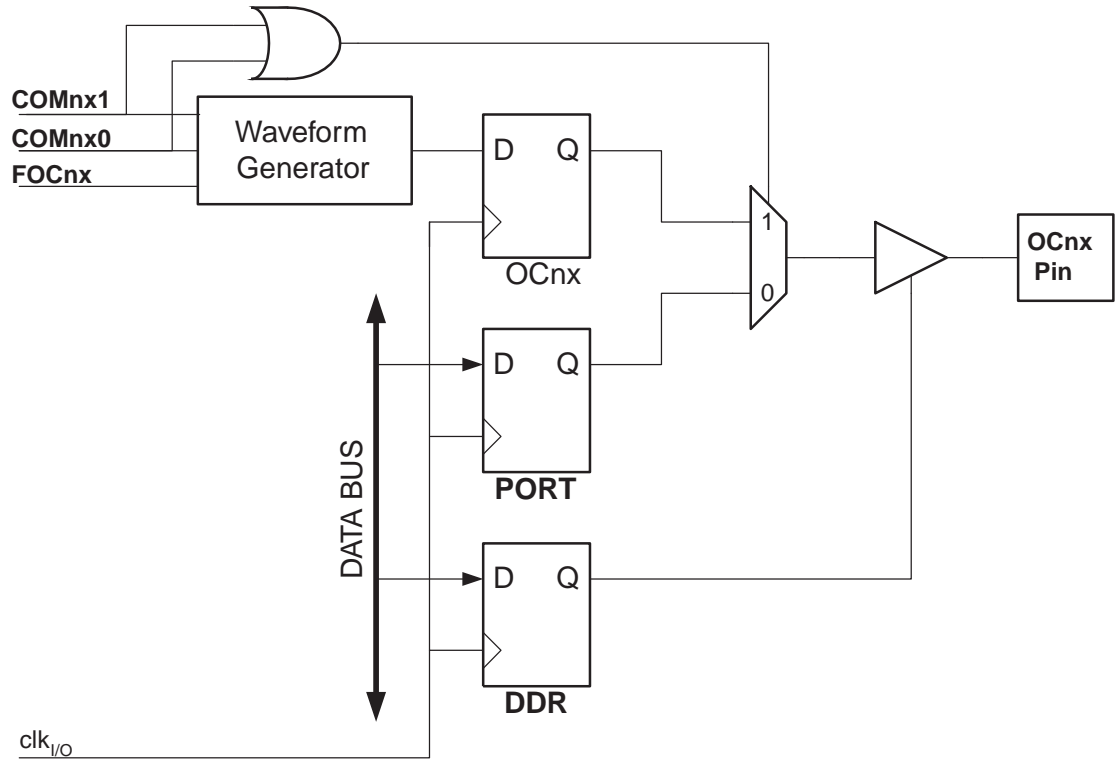 COMnx1
COMnx0
FOCnx
Waveform
Generator
D Q
OCnx
1
0
OCnx
Pin
D Q
PORT
DATA BUS
D Q
DDR
clkI/O